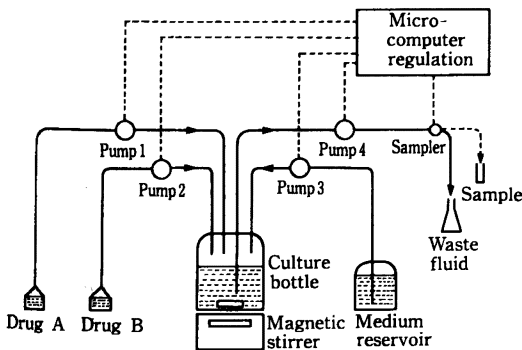 Micro-
computer
regulation
Pump 1
Pump 4
Sampler
Pump 2
Pump 3
Sample
Waste
fluid
Culture
bottle
Drug A
Drug B
Magnetic
stirrer
Medium
reservoir